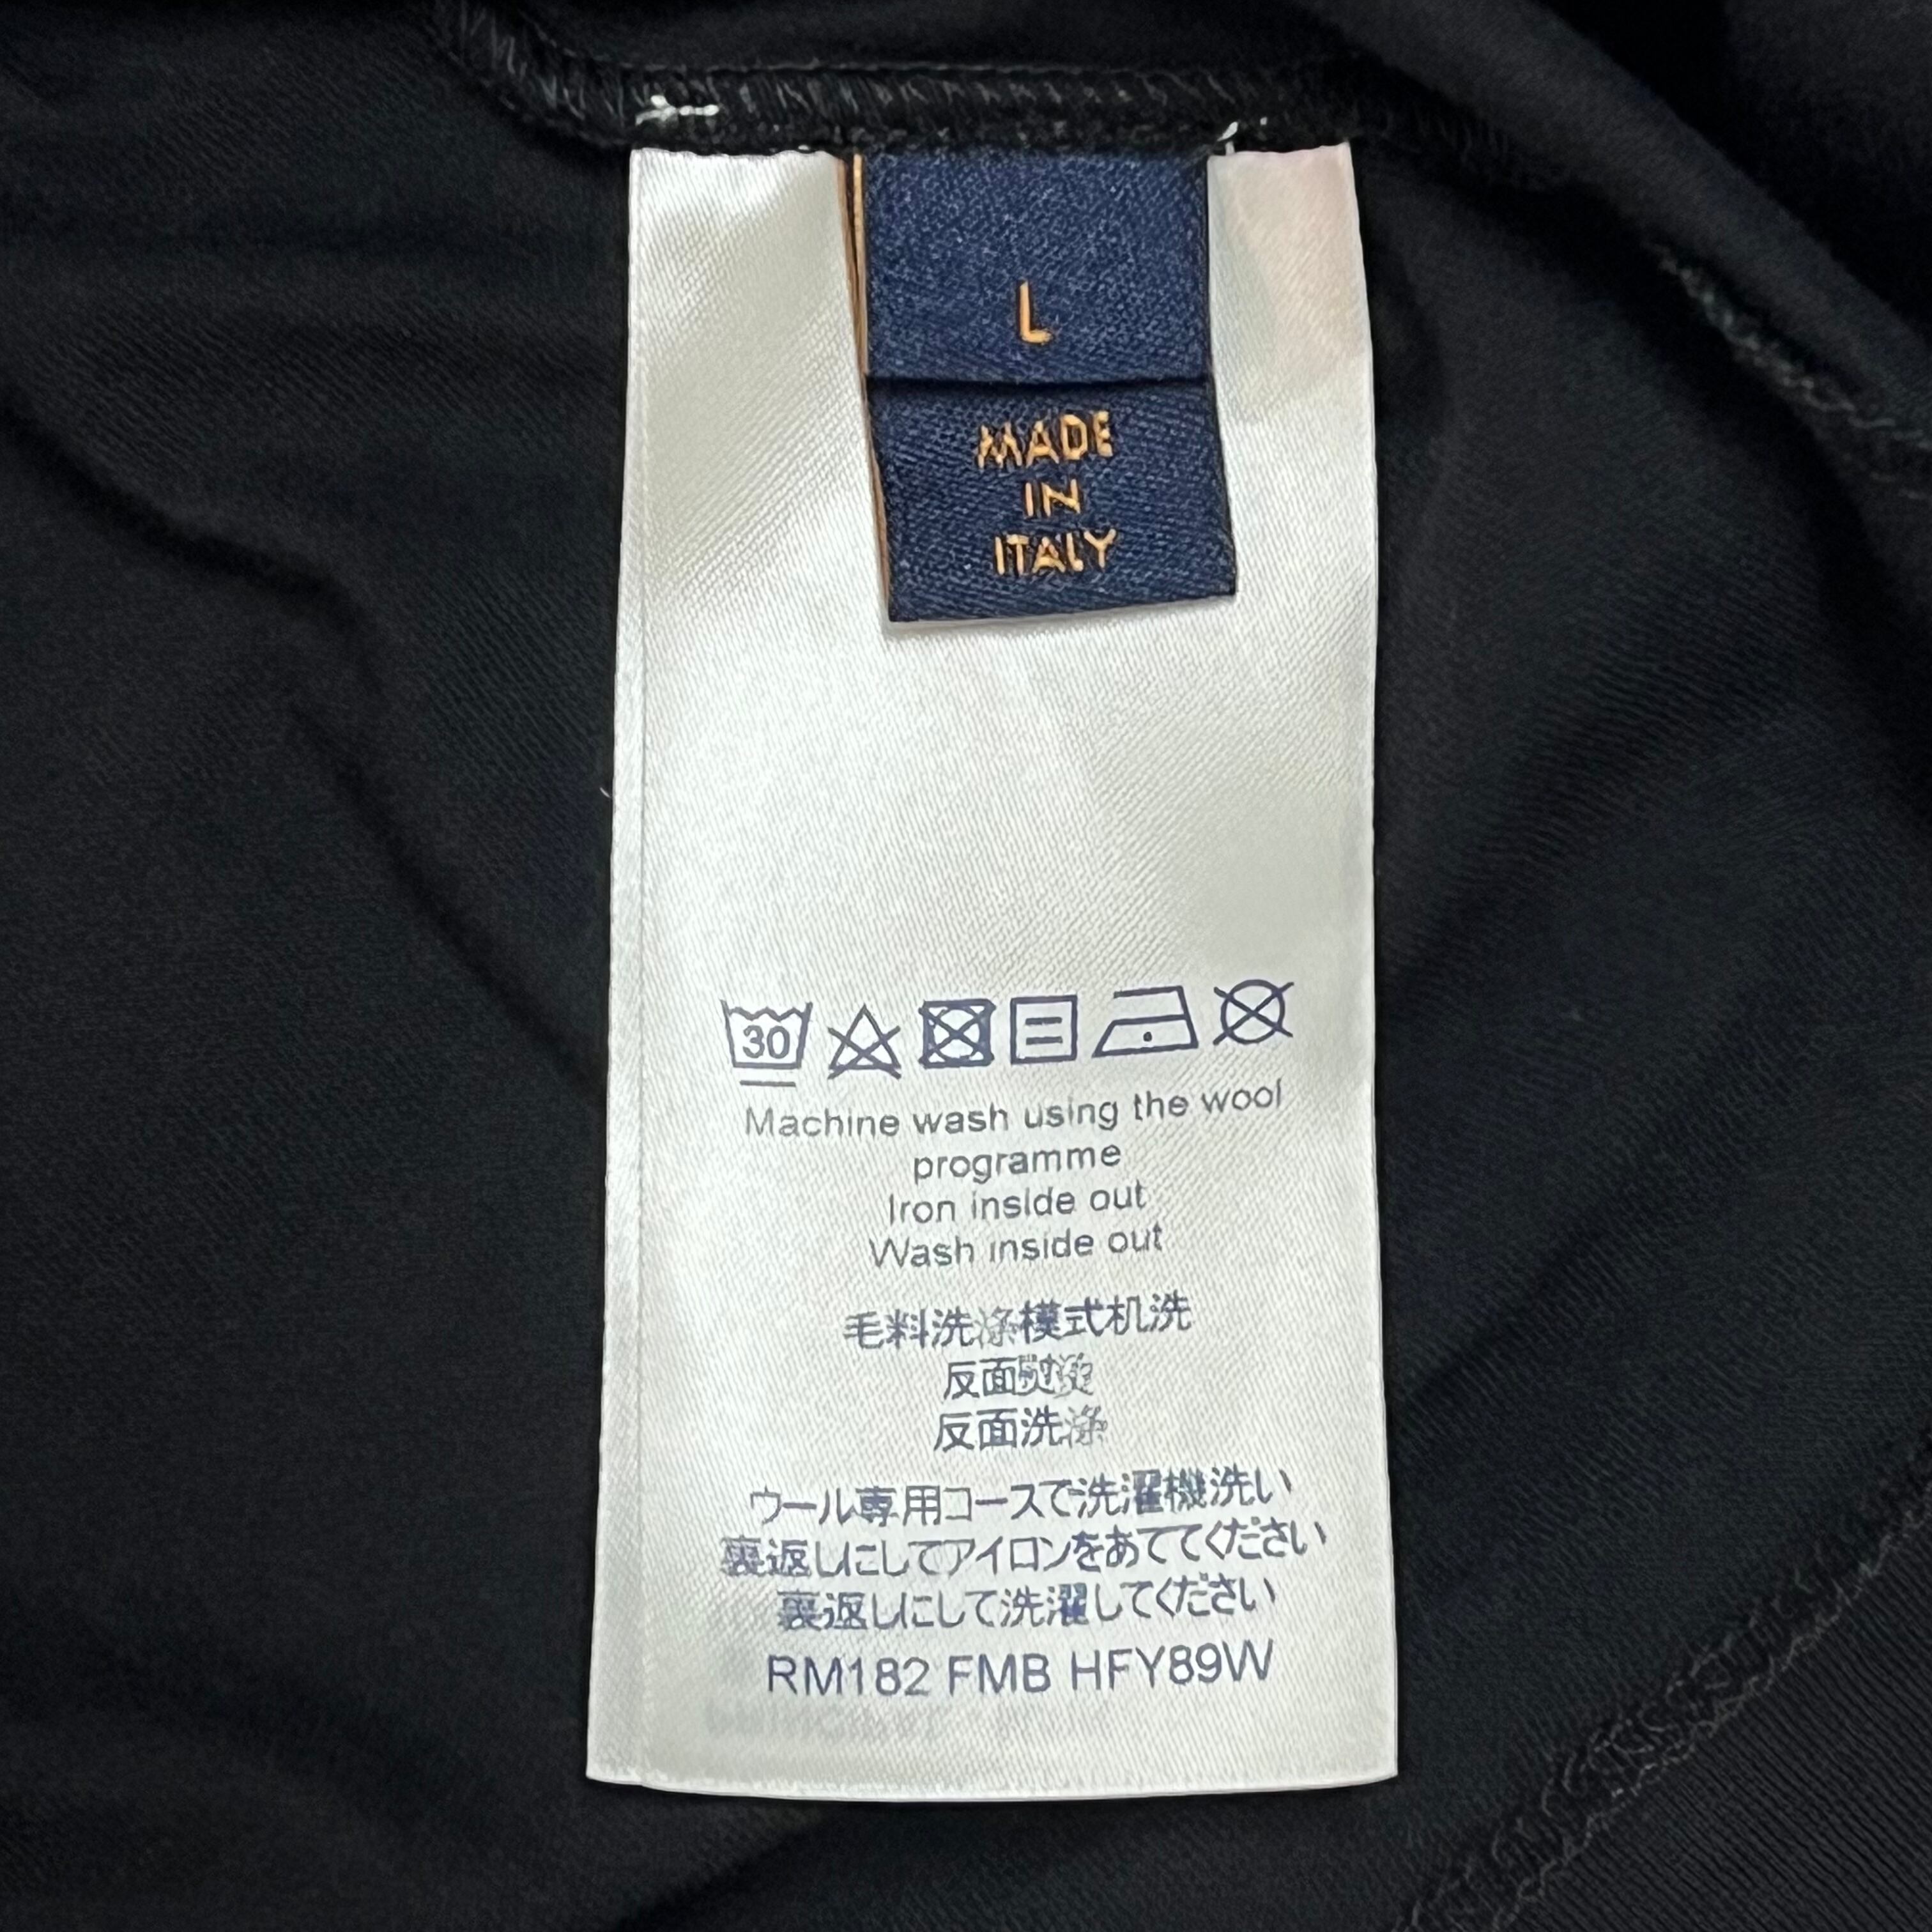 L
MADE
IN
ITALY
30
Machine wash using the wool
programme
Iron inside out
Wash inside out
毛料洗涤模式机洗
反面熨烫
反面洗涤
ウール専用コースで洗濯機洗い
裏返しにしてアイロンをあててください
裏返しにして洗濯してください
RM182 FMB HFY89W